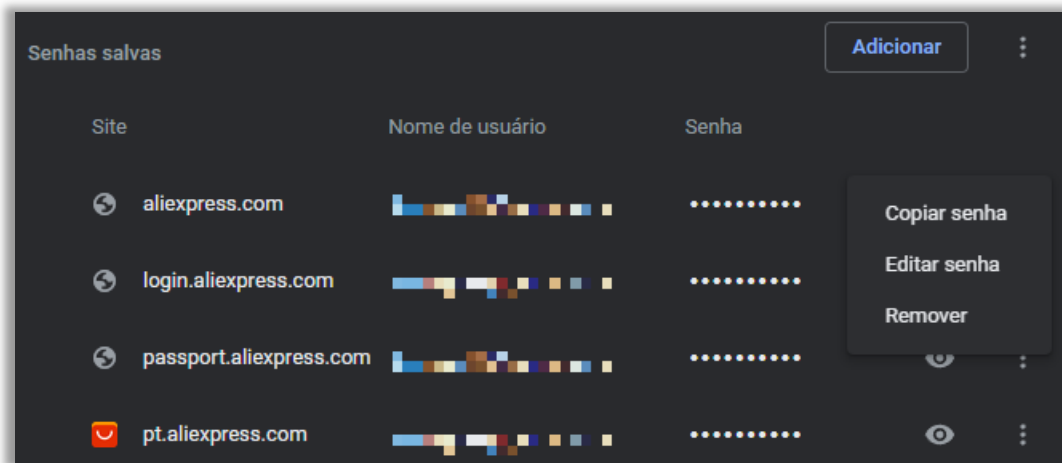 Senhas salvas
Adicionar
Site Nome de usuário Senha
aliexpress.com ••••••••••
Copiar senha
login.aliexpress.com ••••••••••
Editar senha
Remover
passport.aliexpress.com ••••••••••
pt.aliexpress.com ••••••••••